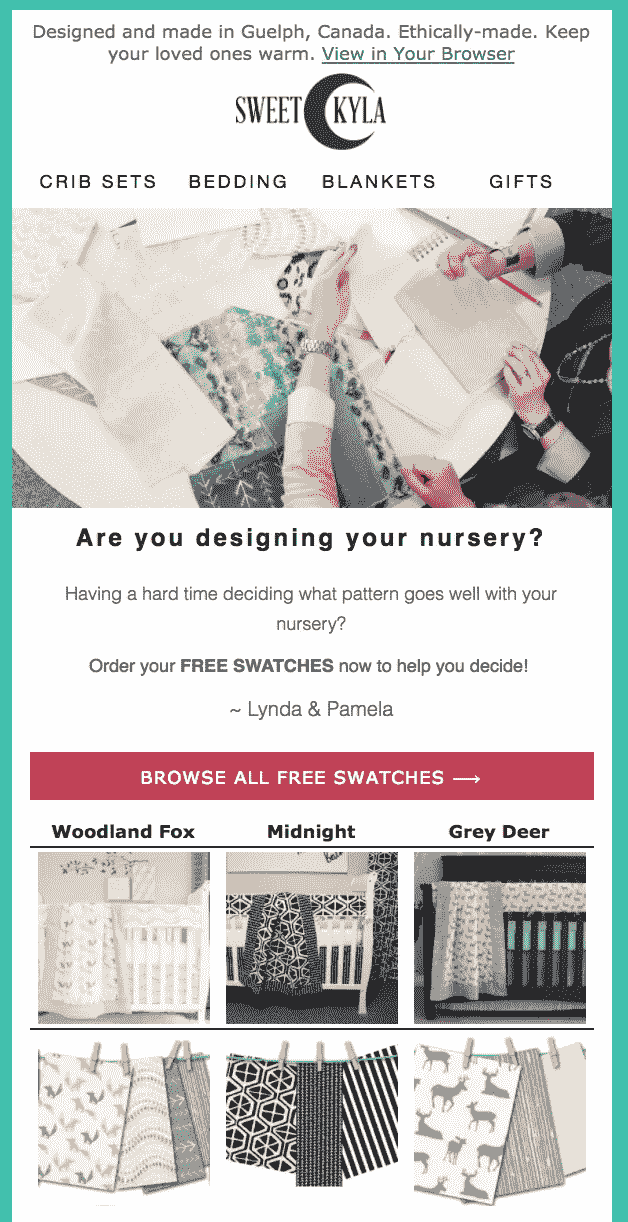 Designed and made in Guelph, Canada. Ethically-made. Keep
your loved ones warm. View in Your Browser
SWEET KYLA
CRIB SETS BEDDING BLANKETS GIFTS
Are you designing your nursery?
Having a hard time deciding what pattern goes well with your
nursery?
Order your FREE SWATCHES now to help you decide!
~ Lynda & Pamela
BROWSE ALL FREE SWATCHES ⟶
Woodland Fox Midnight Grey Deer